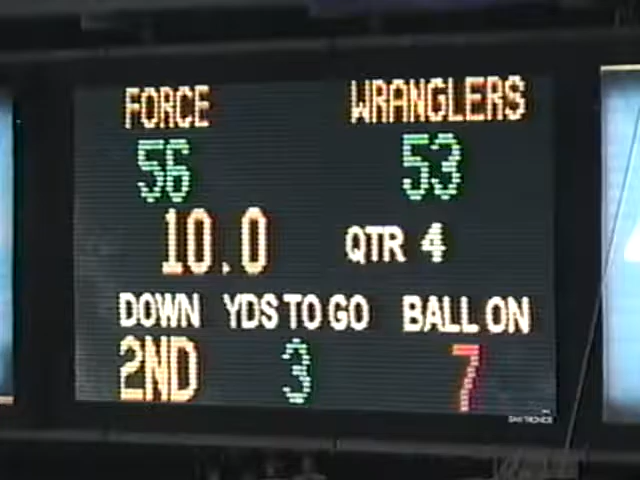 FORCE WRANGLERS
56 53
10.0 QTR 4
DOWN YDS TO GO BALL ON
2ND 3 7